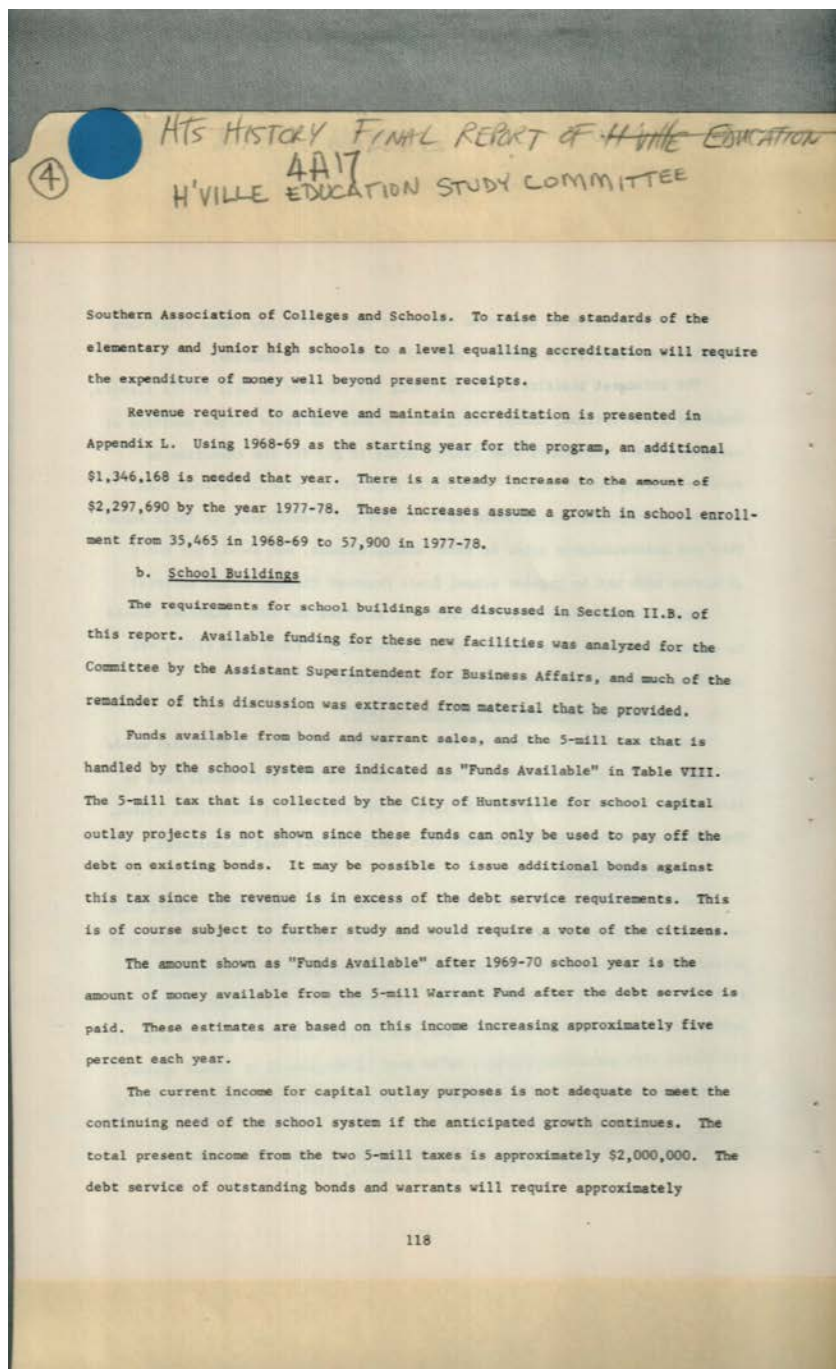 HTS HISTORY FINAL REPORT OF H'VILLE EDUCATION
4
4A17
H'VILLE EDUCATION STUDY COMMITTEE
Southern Association of Colleges and Schools. To raise the standards of the
elementary and junior high schools to a level equalling accreditation will require
the expenditure of money well beyond present receipts.
Revenue required to achieve and maintain accreditation is presented in
Appendix L. Using 1968-69 as the starting year for the program, an additional
$1,346,168 is needed that year. There is a steady increase to the amount of
$2,297,690 by the year 1977-78. These increases assume a growth in school enroll-
ment from 35,465 in 1968-69 to 57,900 in 1977-78.
b. School Buildings
The requirements for school buildings are discussed in Section II.B. of
this report. Available funding for these new facilities was analyzed for the
Committee by the Assistant Superintendent for Business Affairs, and much of the
remainder of this discussion was extracted from material that he provided.
Funds available from bond and warrant sales, and the 5-mill tax that is
handled by the school system are indicated as "Funds Available" in Table VIII.
The 5-mill tax that is collected by the City of Huntsville for school capital
outlay projects is not shown since these funds can only be used to pay off the
debt on existing bonds. It may be possible to issue additional bonds against
this tax since the revenue is in excess of the debt service requirements. This
is of course subject to further study and would require a vote of the citizens.
The amount shown as "Funds Available" after 1969-70 school year is the
amount of money available from the 5-mill Warrant Fund after the debt service is
paid. These estimates are based on this income increasing approximately five
percent each year.
The current income for capital outlay purposes is not adequate to meet the
continuing need of the school system if the anticipated growth continues. The
total present income from the two 5-mill taxes is approximately $2,000,000. The
debt service of outstanding bonds and warrants will require approximately
118